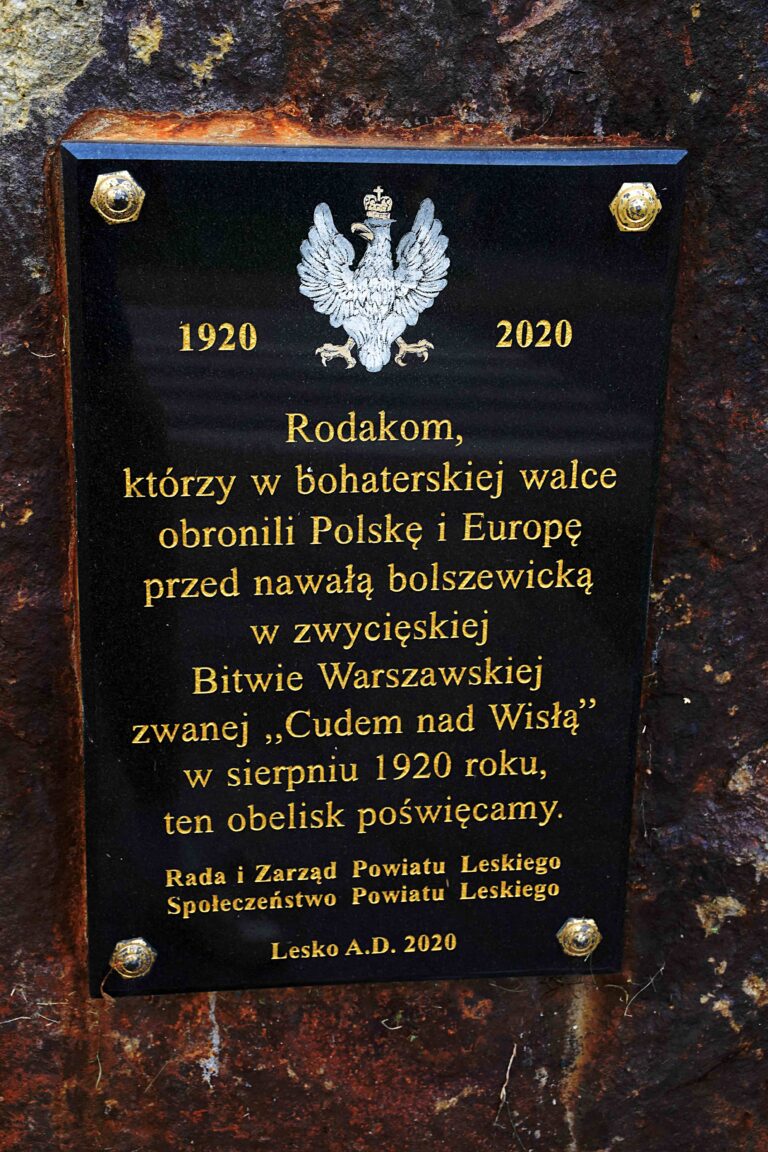 1920 2020
Rodakom,
którzy w bohaterskiej walce
obronili Polskę i Europę
przed nawałą bolszewicką
w zwycięskiej
Bitwie Warszawskiej
zwanej „Cudem nad Wisłą”
w sierpniu 1920 roku,
ten obelisk poświęcamy.
Rada i Zarząd Powiatu Leskiego
Społeczeństwo Powiatu Leskiego
Lesko A.D. 2020